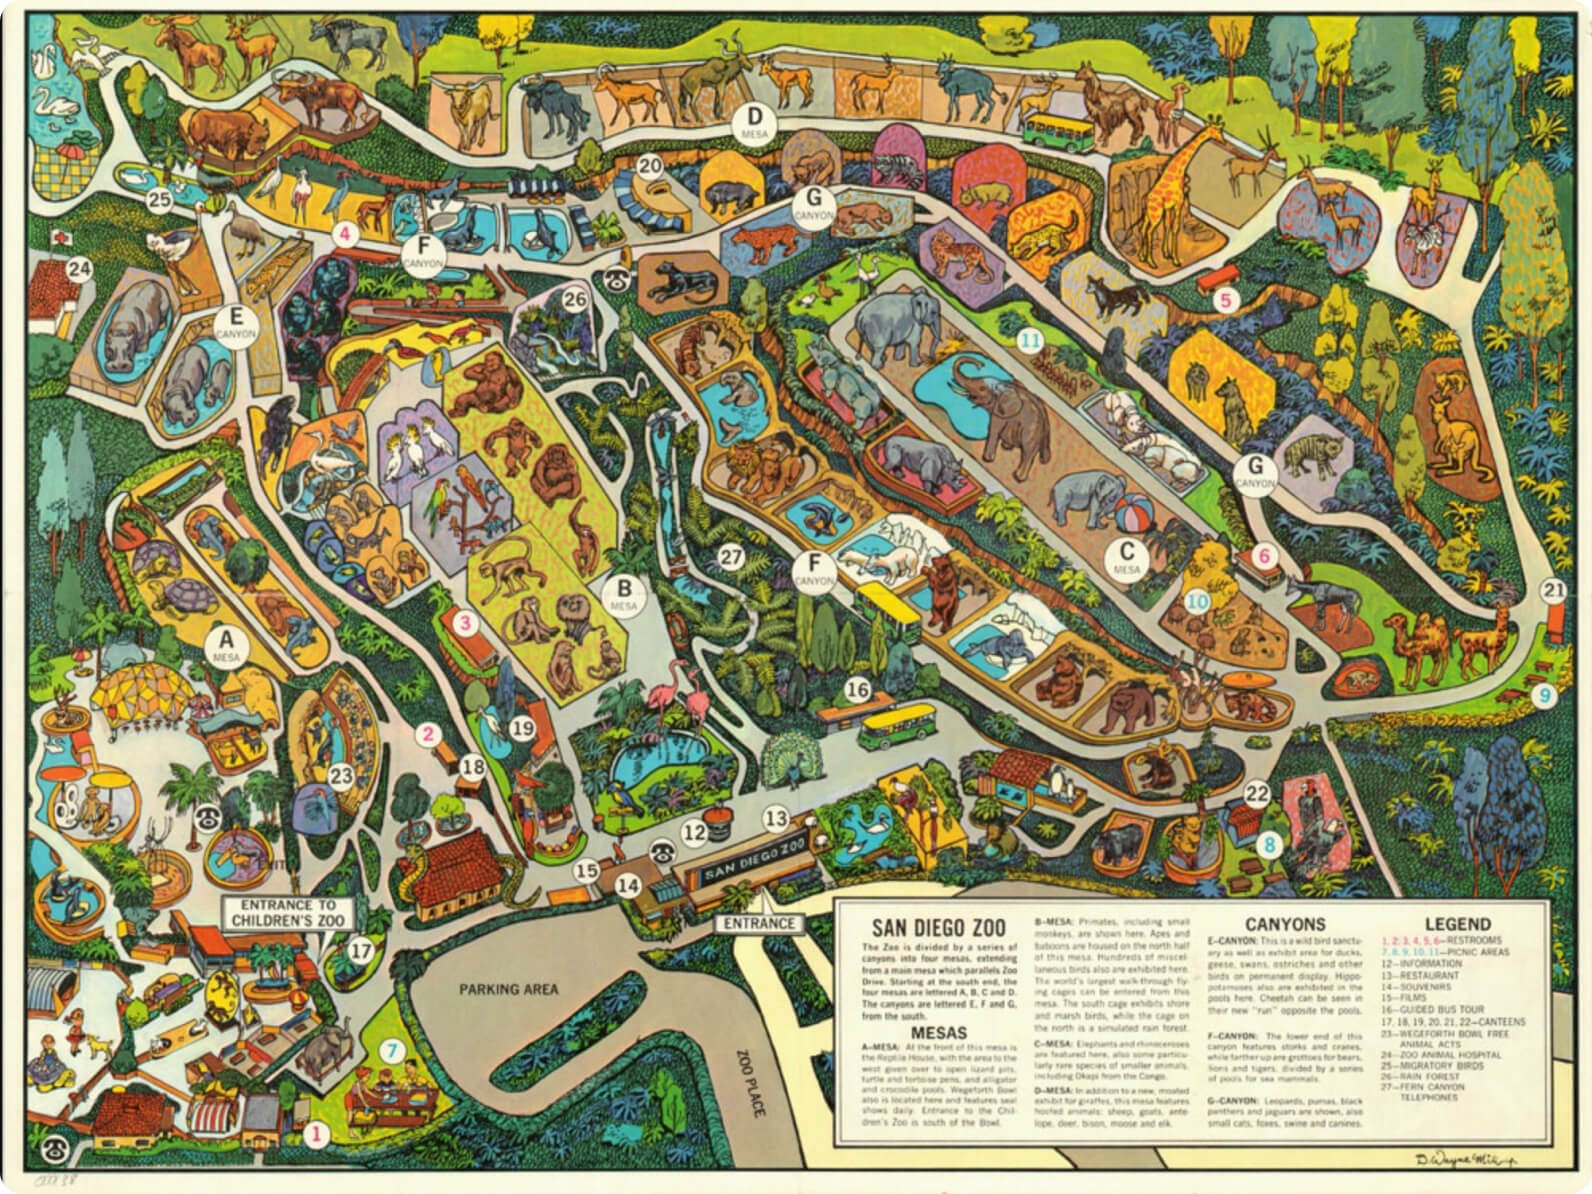 D
MESA
20
25
G
CANYON
4
F
CANYON
24
5
26
E
CANYON
11
G
CANYON
C
MESA
6
27
F
CANYON
B
MESA
10
21
3
A
MESA
16
9
19
2
18
23
22
12
13
8
SAN DIEGO ZOO
15
14
ENTRANCE TO
CHILDREN'S ZOO
ENTRANCE
17
PARKING AREA
7
ZOO PLACE
1
SAN DIEGO ZOO
The Zoo is divided by a series of
canyons into four mesas, extending
from a main mesa which parallels Zoo
Drive. Starting at the south end, the
four mesas are lettered A, B, C and D.
The canyons are lettered E, F and G,
from the south.
MESAS
A-MESA: At the front of this mesa is
the Reptile House, with the area to the
west given over to open lizard pits,
turtle and tortoise pens, and alligator
and crocodile pools. Wegeforth Bowl
also is located here and features seal
shows daily. Entrance to the Chil-
dren's Zoo is south of the Bowl.
B-MESA: Primates, including small
monkeys, are shown here. Apes and
baboons are housed on the north half
of this mesa. Hundreds of miscel-
laneous birds also are exhibited here.
The world's largest walk-through fly-
ing cages can be entered from this
mesa. The south cage exhibits shore
and marsh birds, while the cage on
the north is a simulated rain forest.
C-MESA: Elephants and rhinoceroses
are featured here, also some particu-
larly rare species of smaller animals,
including Okapi from the Congo.
D-MESA: In addition to a new, moated
exhibit for giraffes, this mesa features
hoofed animals: sheep, goats, ante-
lope, deer, bison, moose and elk.
CANYONS
E-CANYON: This is a wild bird sanctu-
ary as well as exhibit area for ducks,
geese, swans, ostriches and other
birds on permanent display. Hippo-
potamuses also are exhibited in the
pools here. Cheetah can be seen in
their new "run" opposite the pools.
F-CANYON: The lower end of this
canyon features storks and cranes,
while farther up are grottoes for bears,
lions and tigers, divided by a series
of pools for sea mammals.
G-CANYON: Leopards, pumas, black
panthers and jaguars are shown, also
small cats, foxes, swine and canines.
LEGEND
1, 2, 3, 4, 5, 6—RESTROOMS
7, 8, 9, 10, 11—PICNIC AREAS
12—INFORMATION
13—RESTAURANT
14—SOUVENIRS
15—FILMS
16—GUIDED BUS TOUR
17, 18, 19, 20, 21, 22—CANTEENS
23—WEGEFORTH BOWL FREE
ANIMAL ACTS
24—ZOO ANIMAL HOSPITAL
25—MIGRATORY BIRDS
26—RAIN FOREST
27—FERN CANYON
TELEPHONES
D. Wayne